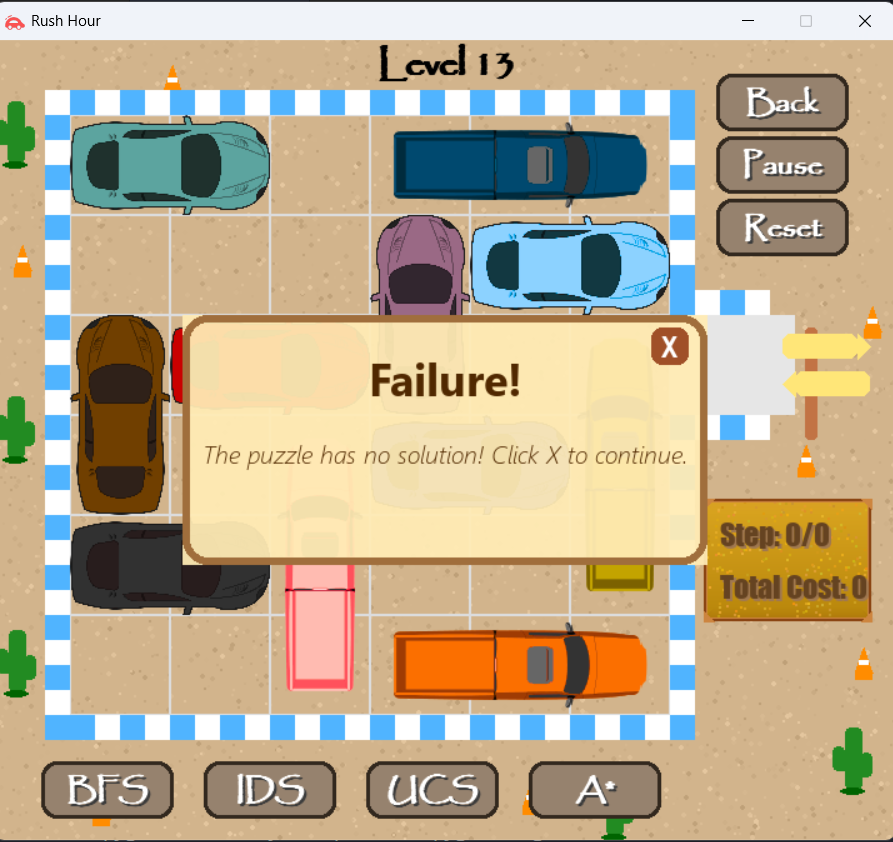 Rush Hour
Level 13
Back
Pause
Reset
X
Failure!
The puzzle has no solution! Click X to continue.
Step: 0/0
Total Cost: 0
BFS
IDS
UCS
A*